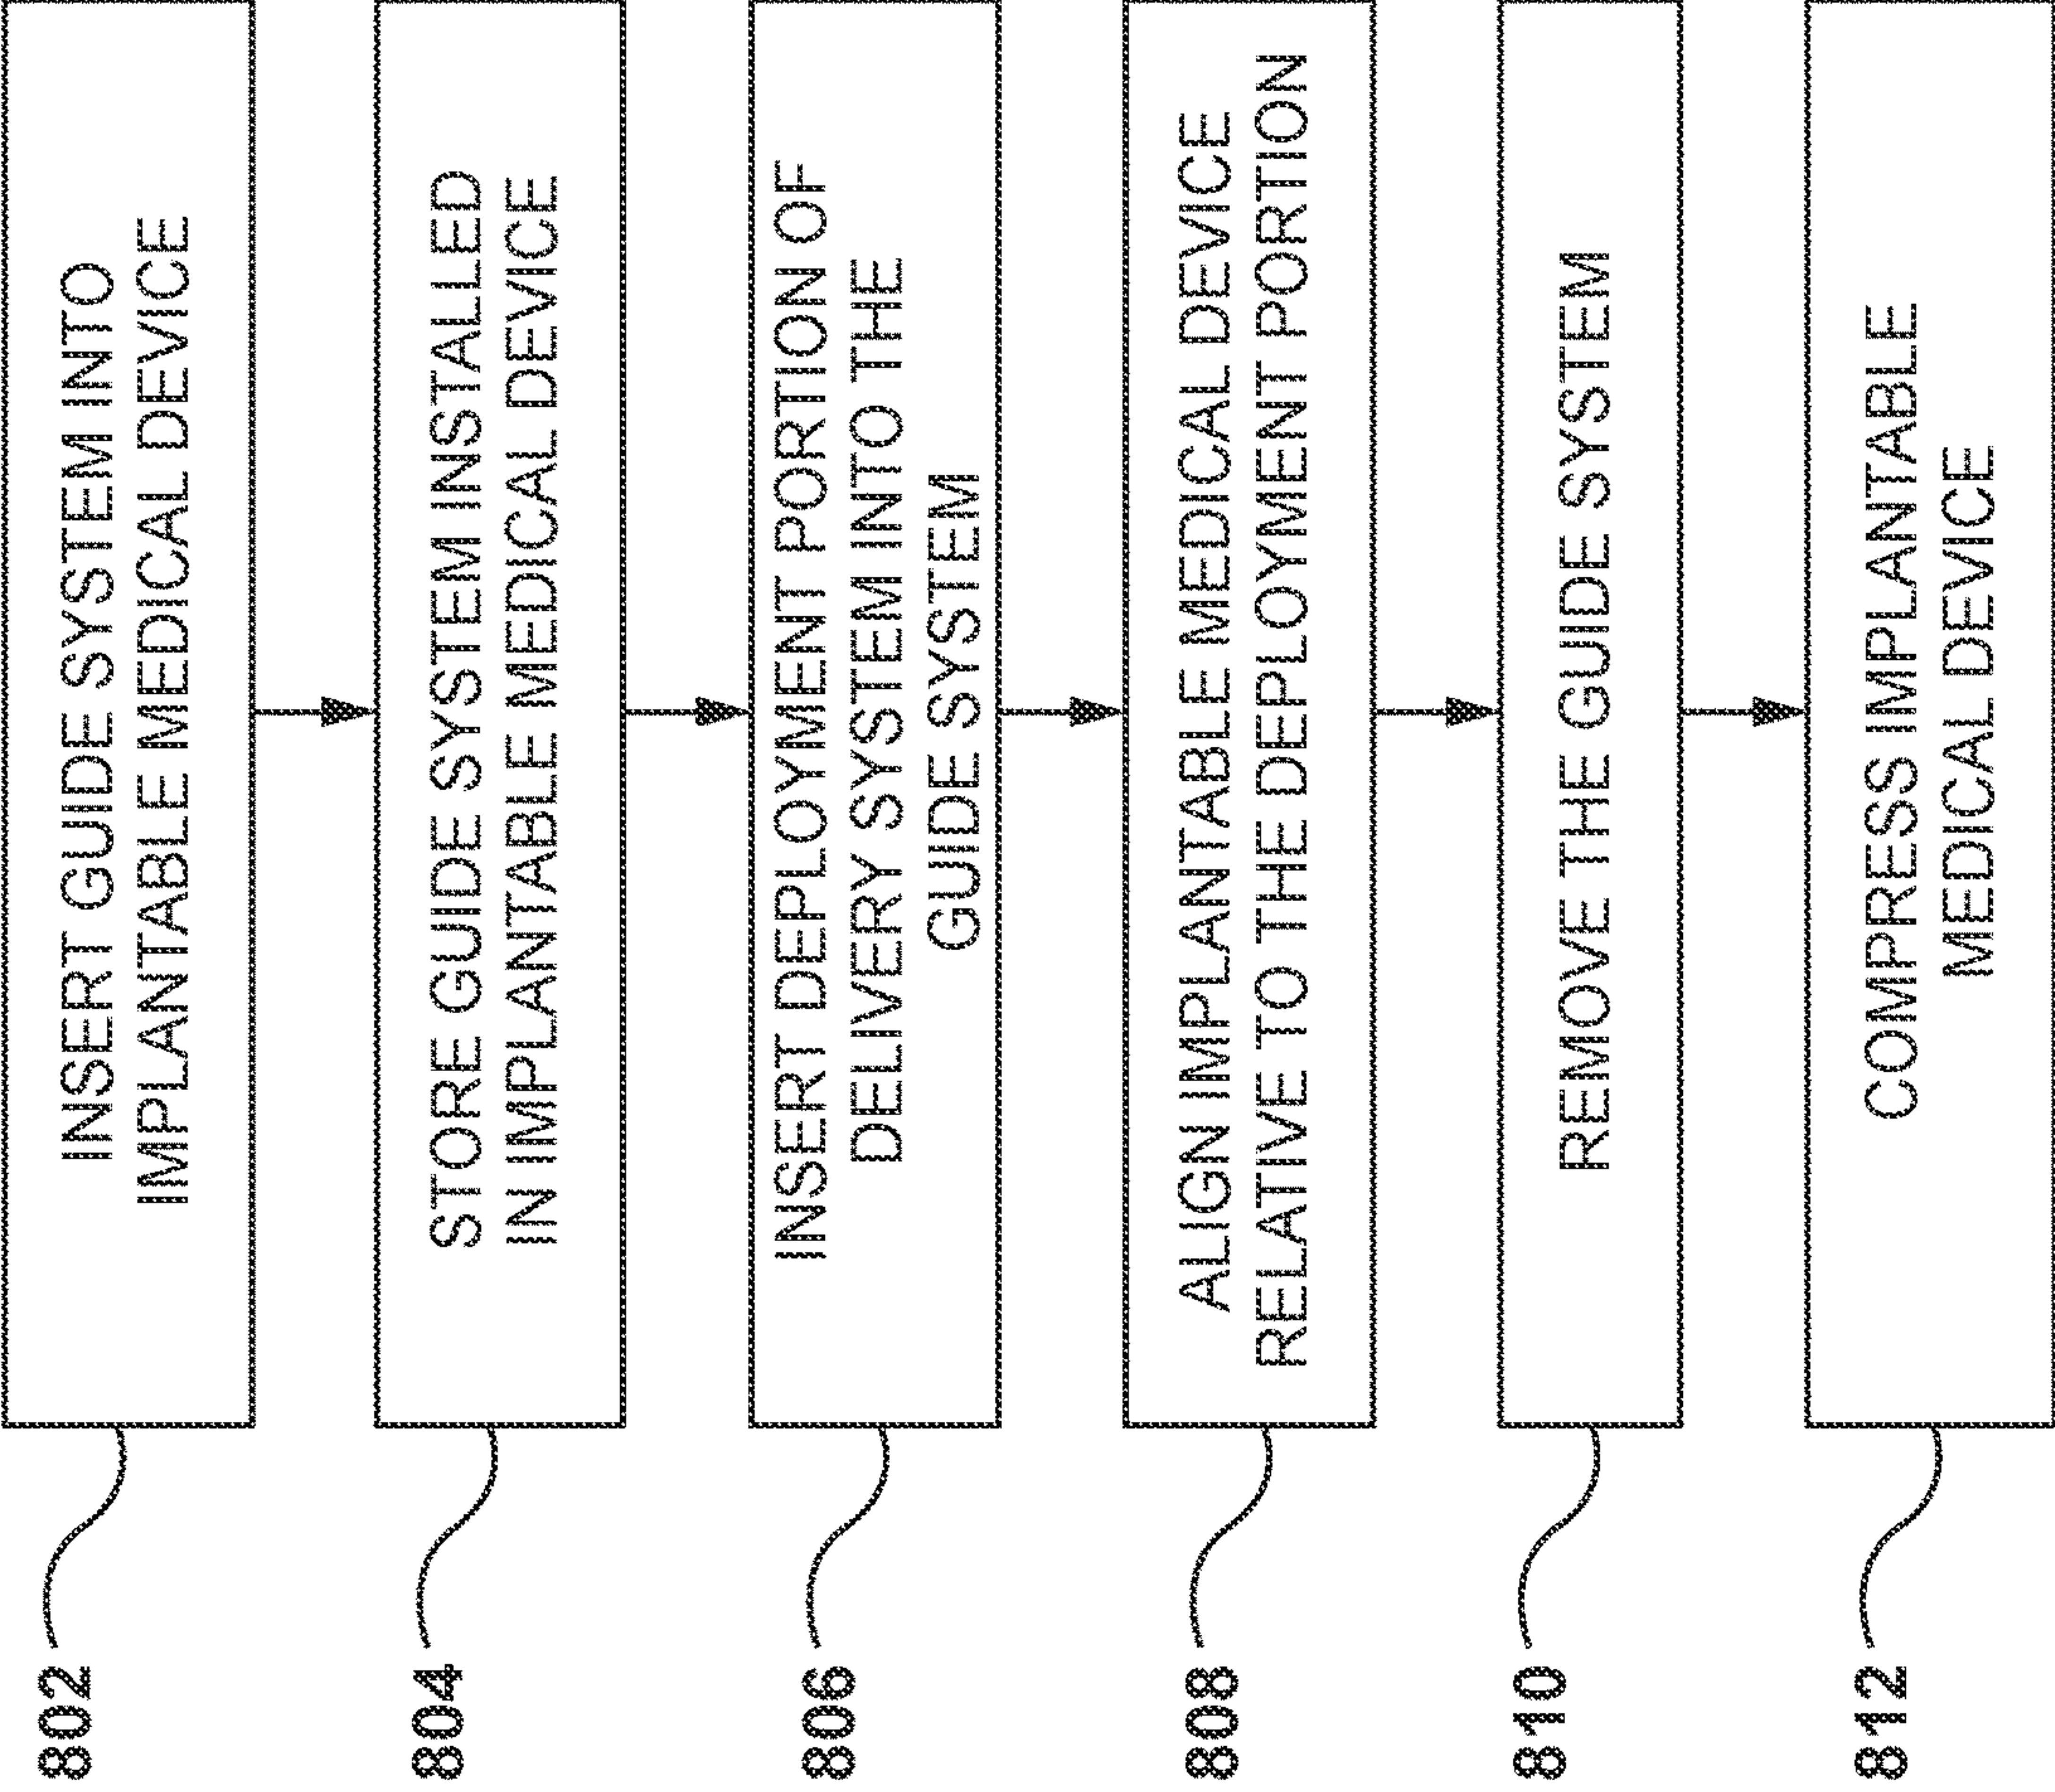 802
INSERT GUIDE SYSTEM INTO
IMPLANTABLE MEDICAL DEVICE
804
STORE GUIDE SYSTEM INSTALLED
IN IMPLANTABLE MEDICAL DEVICE
806
INSERT DEPLOYMENT PORTION OF
DELIVERY SYSTEM INTO THE
GUIDE SYSTEM
808
ALIGN IMPLANTABLE MEDICAL DEVICE
RELATIVE TO THE DEPLOYMENT PORTION
810
REMOVE THE GUIDE SYSTEM
812
COMPRESS IMPLANTABLE
MEDICAL DEVICE